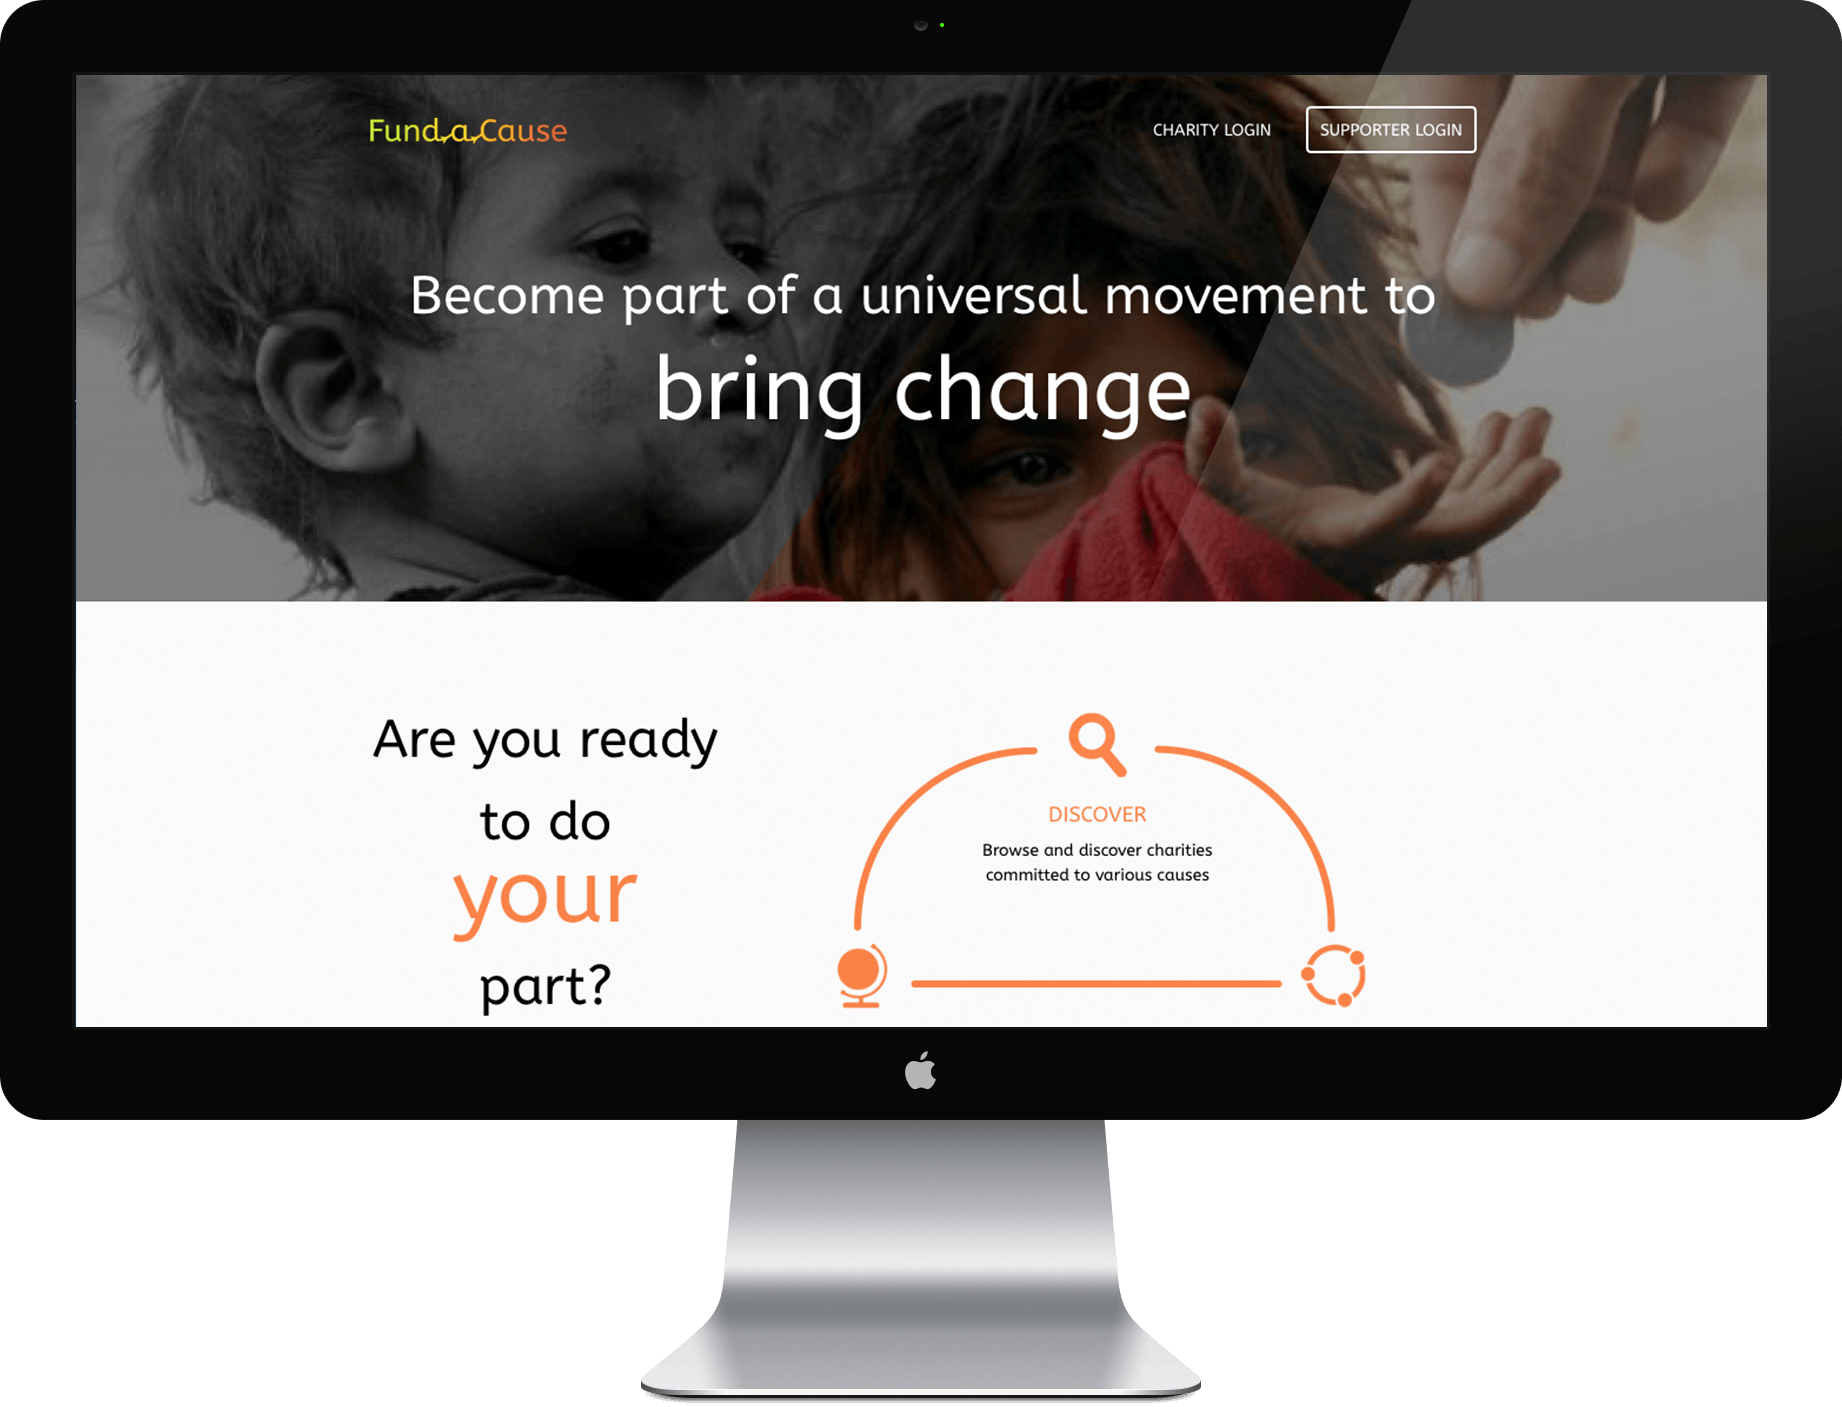 Fund a Cause
CHARITY LOGIN
SUPPORTER LOGIN
Become part of a universal movement to
bring change
Are you ready
to do
your
part?
DISCOVER
Browse and discover charities
committed to various causes